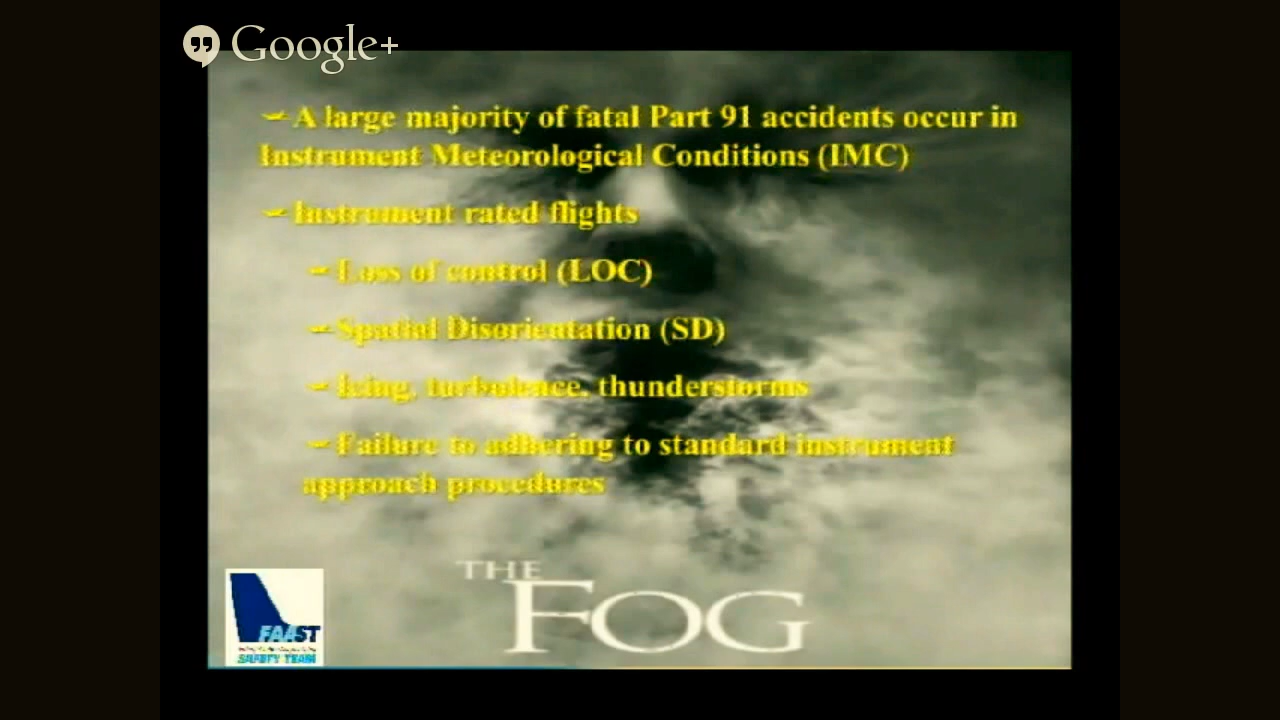 Google+
A large majority of fatal Part 91 accidents occur in
Instrument Meteorological Conditions (IMC)
Instrument rated flights
Loss of control (LOC)
Spatial Disorientation (SD)
Icing, turbulence, thunderstorms
Failure to adhering to standard instrument
approach procedures
THE
FOG
FAAST
SAFETY TEAM